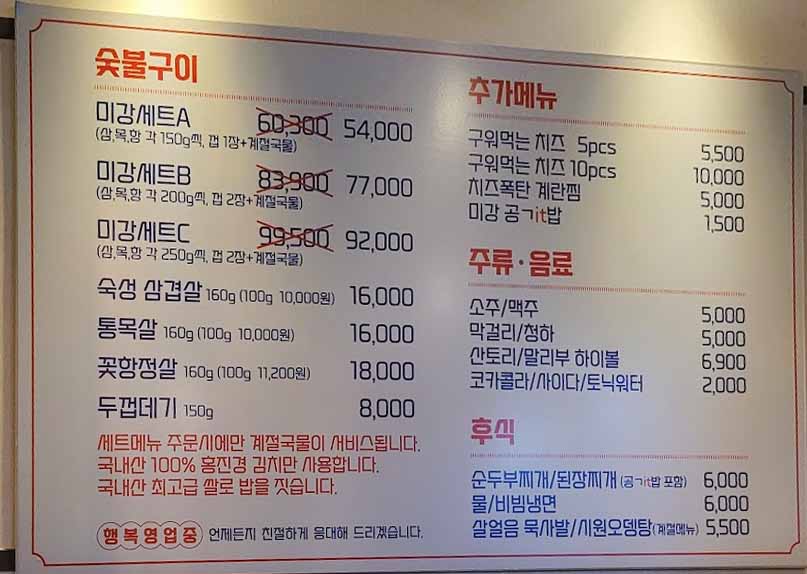 숯불구이
미강세트A 60,300 54,000
(삼,목,항 각 150g씩, 껍 1장+계절국물)
미강세트B 83,900 77,000
(삼,목,항 각 200g씩, 껍 2장+계절국물)
미강세트C 99,500 92,000
(삼,목,항 각 250g씩, 껍 2장+계절국물)
숙성 삼겹살 160g (100g 10,000원) 16,000
통목살 160g (100g 10,000원) 16,000
꽃항정살 160g (100g 11,200원) 18,000
두껍데기 150g 8,000
세트메뉴 주문시에만 계절국물이 서비스됩니다.
국내산 100% 홍진경 김치만 사용합니다.
국내산 최고급 쌀로 밥을 짓습니다.
행복영업중 언제든지 친절하게 응대해 드리겠습니다.
추가메뉴
구워먹는 치즈 5pcs 5,500
구워먹는 치즈 10pcs 10,000
치즈폭탄 계란찜 5,000
미강 공ㄱit밥 1,500
주류·음료
소주/맥주 5,000
막걸리/청하 5,000
산토리/말리부 하이볼 6,900
코카콜라/사이다/토닉워터 2,000
후식
순두부찌개/된장찌개 (공ㄱit밥 포함) 6,000
물/비빔냉면 6,000
살얼음 묵사발/시원오뎅탕(계절메뉴) 5,500